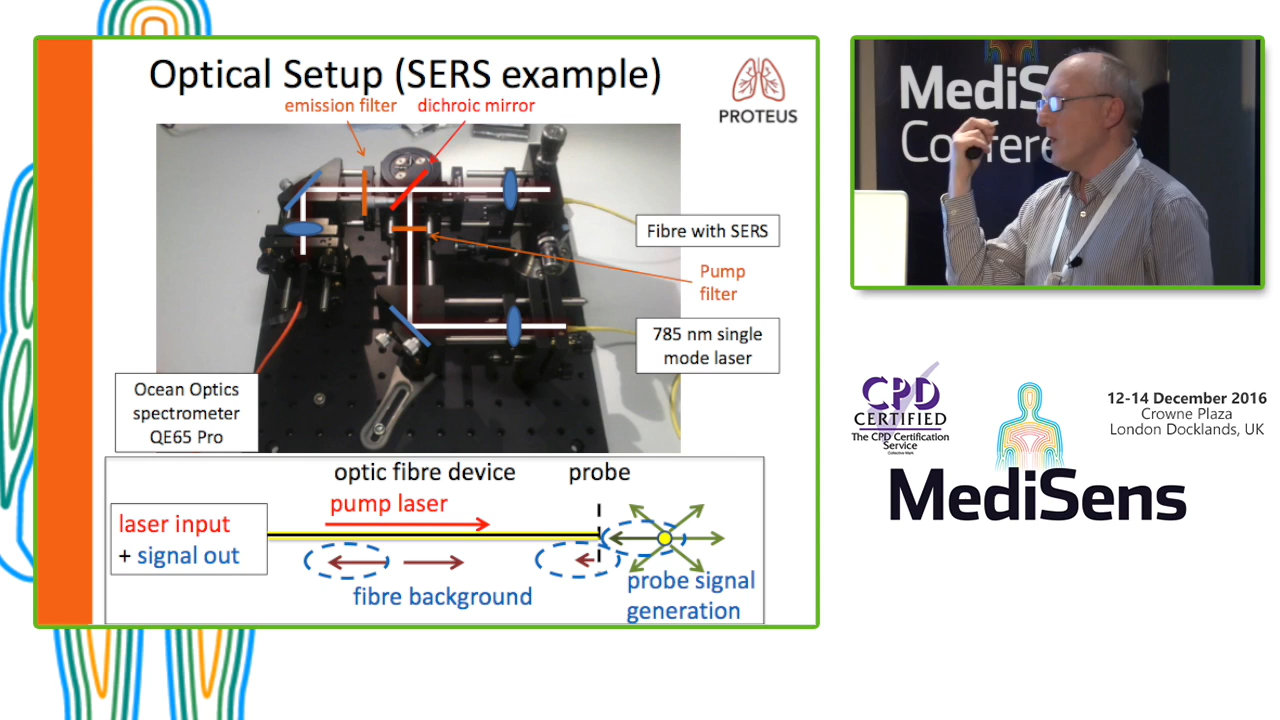 Optical Setup (SERS example)
emission filter
dichroic mirror
PROTEUS
Fibre with SERS
Pump
filter
785 nm single
mode laser
Ocean Optics
spectrometer
QE65 Pro
optic fibre device
probe
pump laser
laser input
+ signal out
fibre background
probe signal
generation
MediS
Confere
CPD
CERTIFIED
The CPD Certification
Service
Collective Mark
12-14 December 2016
Crowne Plaza
London Docklands, UK
MediSens